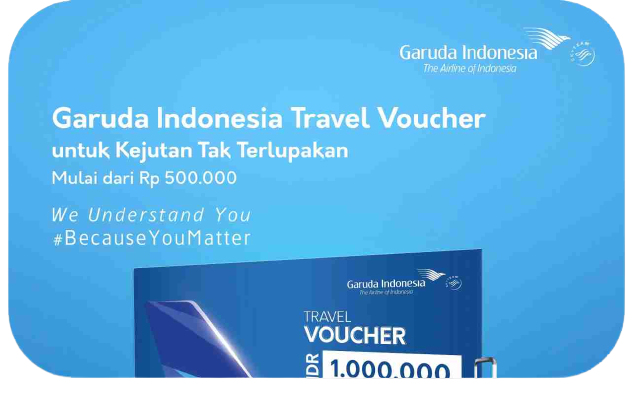 Garuda Indonesia
The Airline of Indonesia
Garuda Indonesia Travel Voucher
untuk Kejutan Tak Terlupakan
Mulai dari Rp 500.000
We Understand You
#BecauseYouMatter
Garuda Indonesia
The Airline of Indonesia
TRAVEL
VOUCHER
IDR
1.000.000